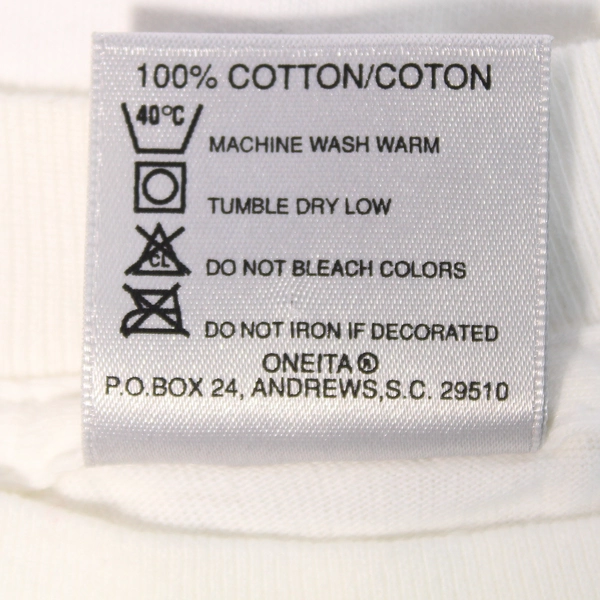 100% COTTON/COTON
40°C
MACHINE WASH WARM
TUMBLE DRY LOW
CL
DO NOT BLEACH COLORS
DO NOT IRON IF DECORATED
ONEITA®
P.O.BOX 24, ANDREWS,S.C. 29510